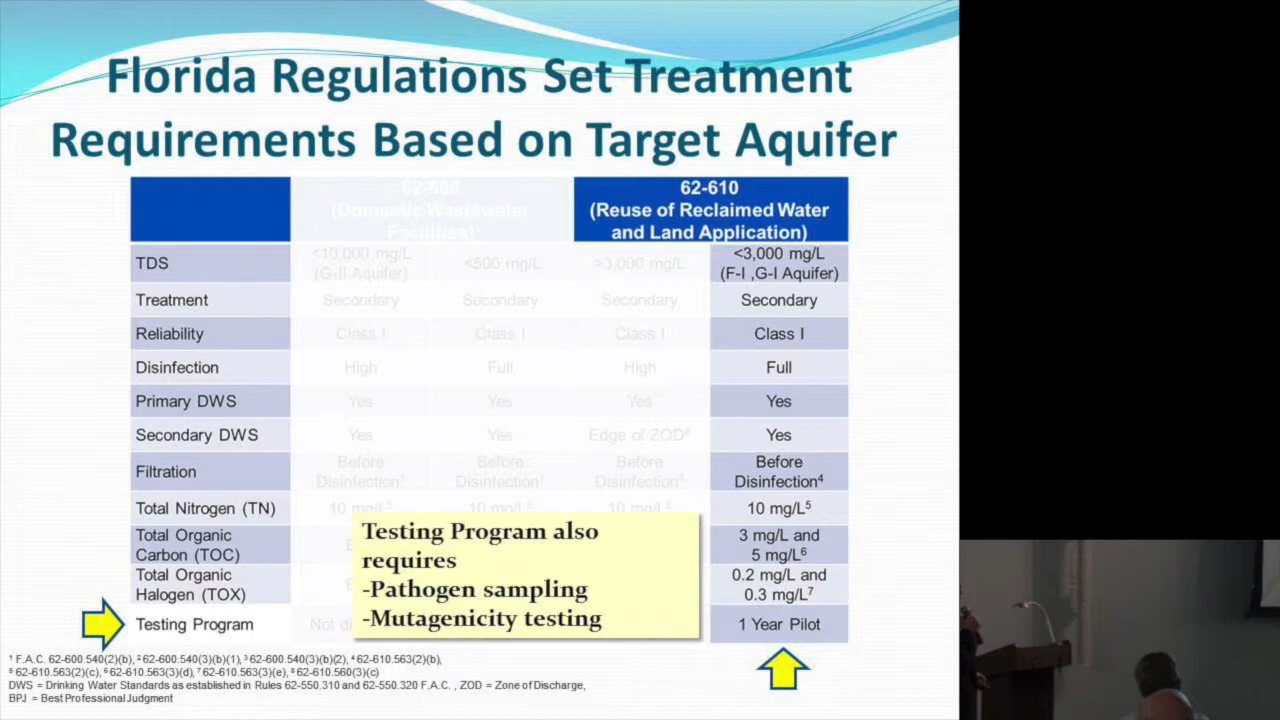 Florida Regulations Set Treatment
Requirements Based on Target Aquifer
62-600
(Domestic Wastewater
Facilities)
62-610
(Reuse of Reclaimed Water
and Land Application)
TDS
<10,000 mg/L
(G-II Aquifer)
<500 mg/L
>3,000 mg/L
<3,000 mg/L
(F-I ,G-I Aquifer)
Treatment
Secondary
Secondary
Secondary
Secondary
Reliability
Class I
Class I
Class I
Class I
Disinfection
High
Full
High
Full
Primary DWS
Yes
Yes
Yes
Yes
Secondary DWS
Yes
Yes
Edge of ZOD⁸
Yes
Filtration
Before
Disinfection¹
Before
Disinfection¹
Before
Disinfection⁴
Before
Disinfection⁴
Total Nitrogen (TN)
10 mg/L⁵
10 mg/L⁵
10 mg/L⁵
10 mg/L⁵
Total Organic
Carbon (TOC)
3 mg/L and
5 mg/L⁶
Total Organic
Halogen (TOX)
0.2 mg/L and
0.3 mg/L⁷
Testing Program
Not
1 Year Pilot
Testing Program also
requires
-Pathogen sampling
-Mutagenicity testing
¹ F.A.C. 62-600.540(2)(b), ² 62-600.540(3)(b)(1), ³ 62-600.540(3)(b)(2), ⁴ 62-610.563(2)(b),
⁵ 62-610.563(2)(c), ⁶ 62-610.563(3)(d), ⁷ 62-610.563(3)(e), ⁸ 62-610.560(3)(c)
DWS = Drinking Water Standards as established in Rules 62-550.310 and 62-550.320 F.A.C. , ZOD = Zone of Discharge,
BPJ = Best Professional Judgment